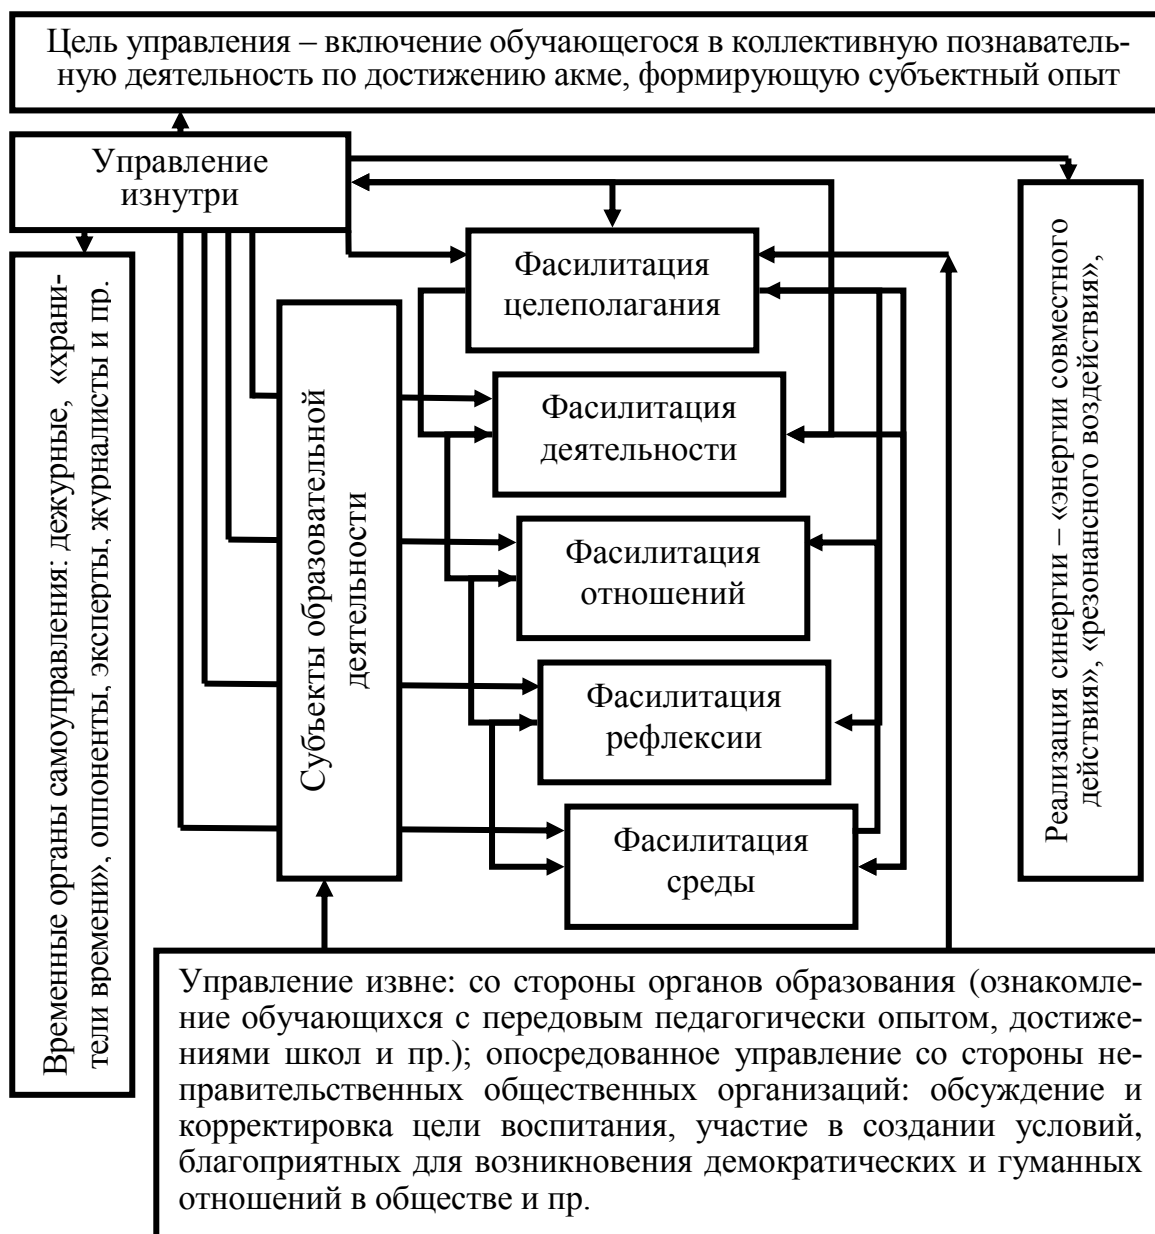 Цель управления – включение обучающегося в коллективную познаватель-
ную деятельность по достижению акме, формирующую субъектный опыт
Управление
изнутри
Временные органы самоуправления: дежурные, «храни-
тели времени», оппоненты, эксперты, журналисты и пр.
Субъекты образовательной
деятельности
Фасилитация
целеполагания
Фасилитация
деятельности
Фасилитация
отношений
Фасилитация
рефлексии
Фасилитация
среды
Реализация синергии – «энергии совместного
действия», «резонансного воздействия»,
Управление извне: со стороны органов образования (ознакомле-
ние обучающихся с передовым педагогически опытом, достиже-
ниями школ и пр.); опосредованное управление со стороны не-
правительственных общественных организаций: обсуждение и
корректировка цели воспитания, участие в создании условий,
благоприятных для возникновения демократических и гуманных
отношений в обществе и пр.